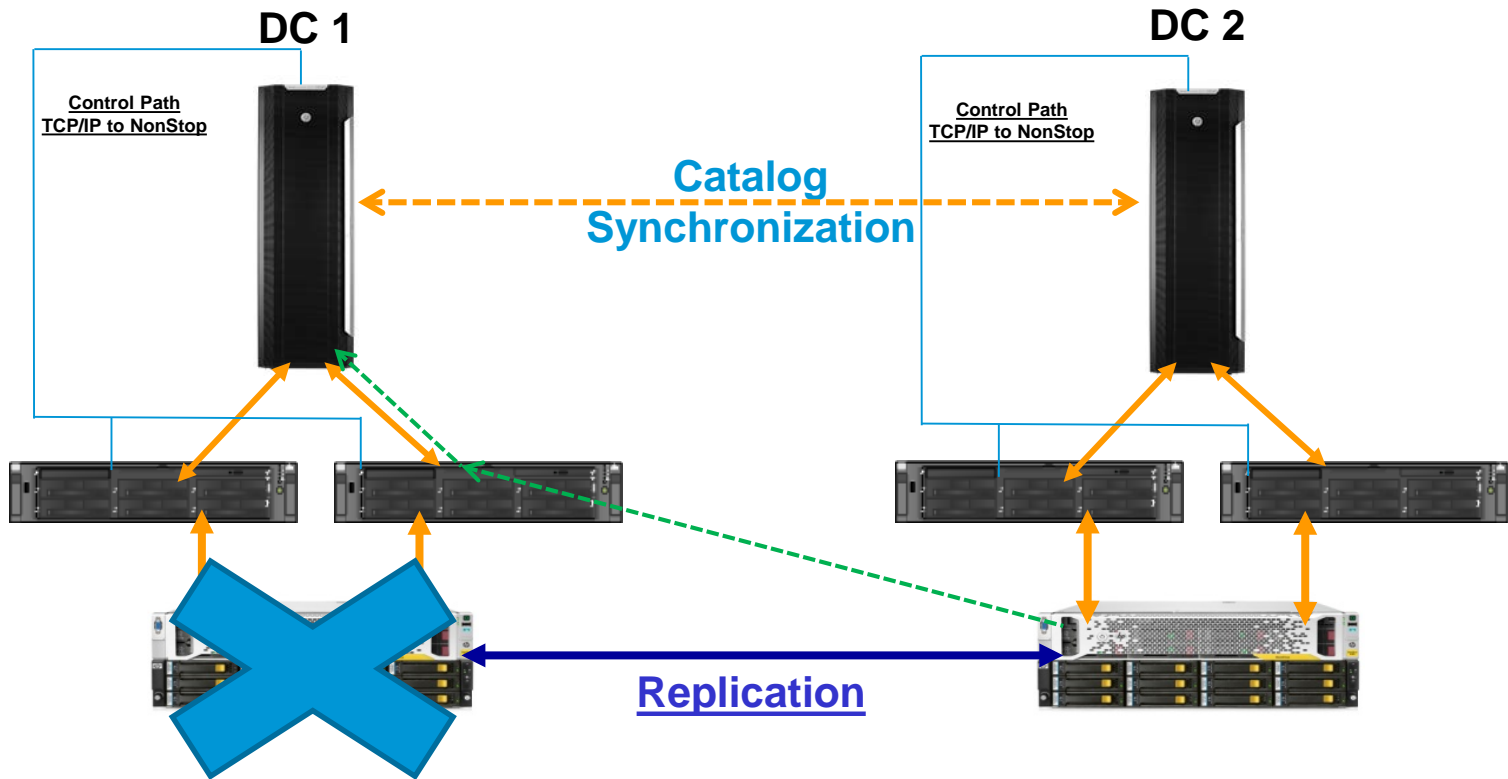 DC 1
DC 2
Control Path
TCP/IP to NonStop
Control Path
TCP/IP to NonStop
Catalog
Synchronization
Replication